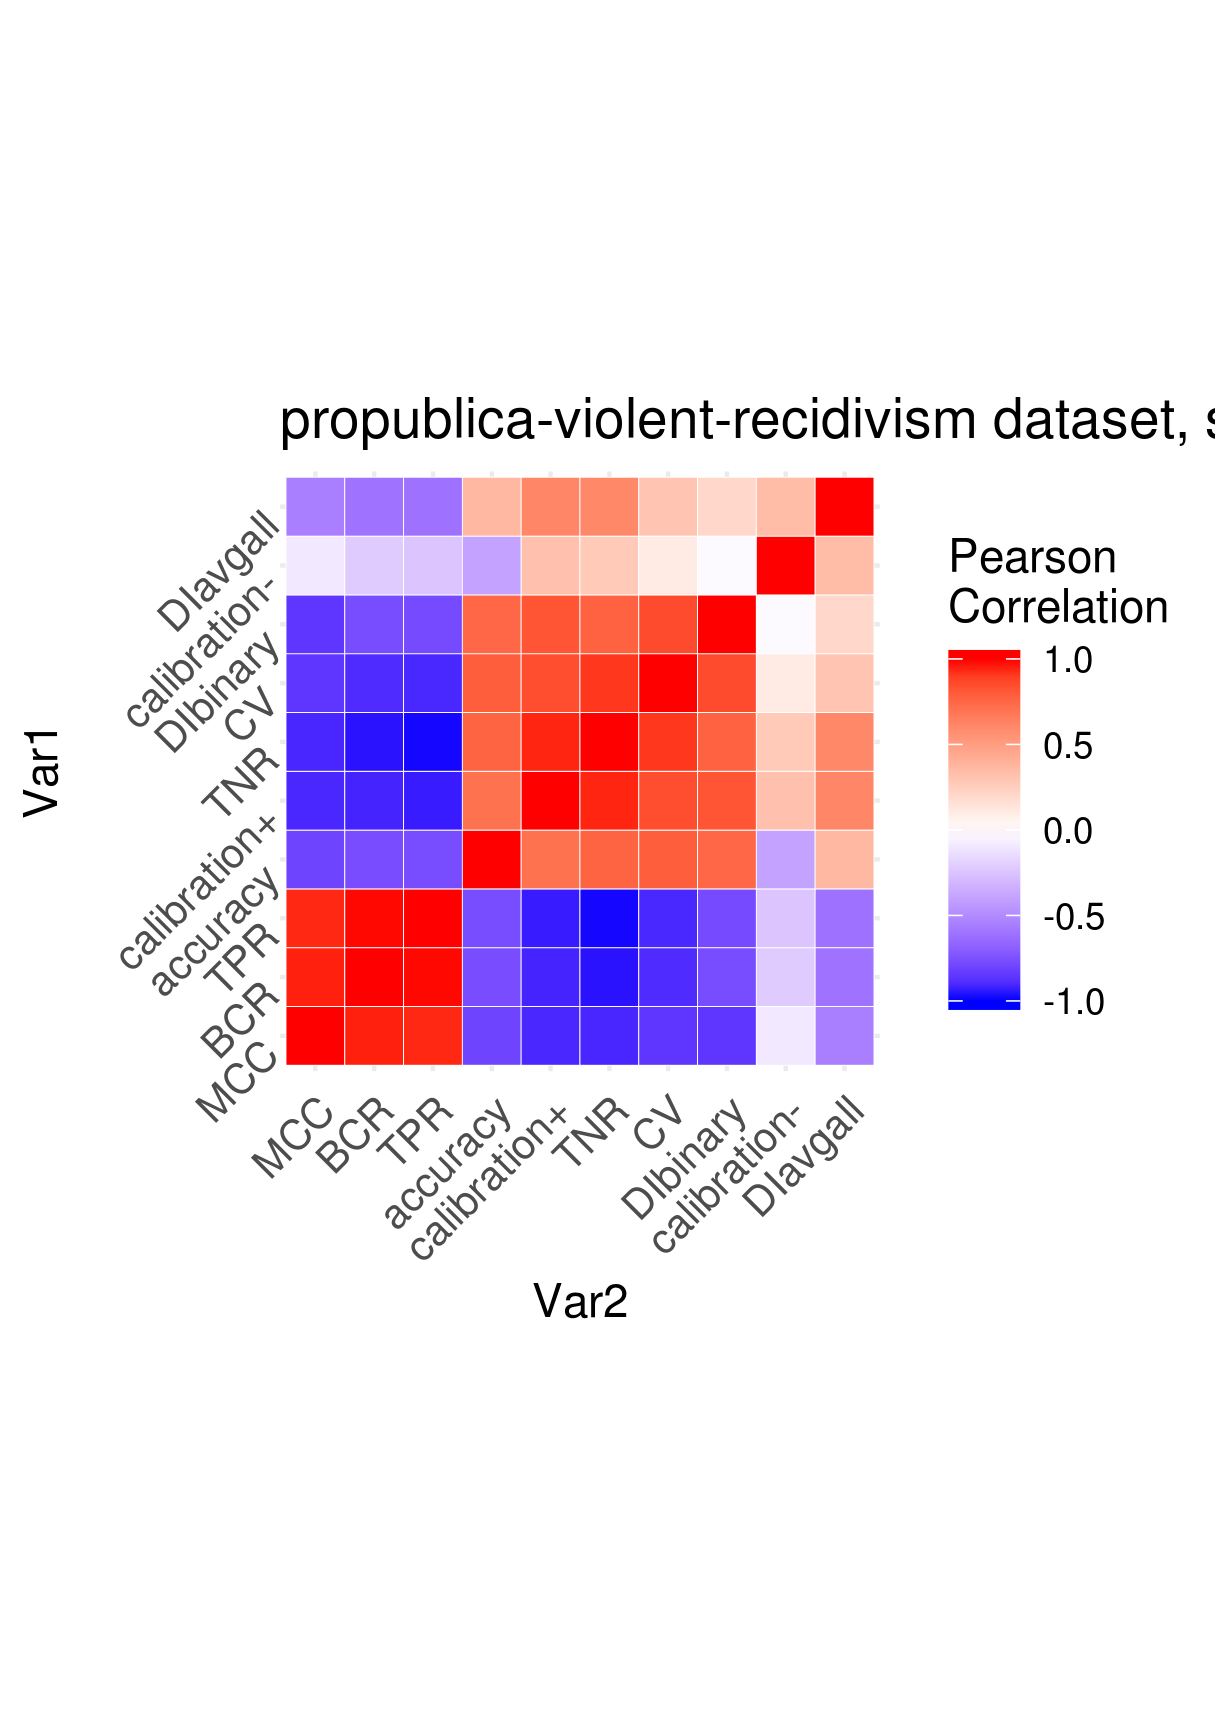 propublica-violent-recidivism dataset, s
DIavgall
calibration-
DIbinary
CV
TNR
calibration+
accuracy
TPR
BCR
MCC
Var1
MCC
BCR
TPR
accuracy
calibration+
TNR
CV
DIbinary
calibration-
DIavgall
Var2
Pearson
Correlation
1.0
0.5
0.0
-0.5
-1.0